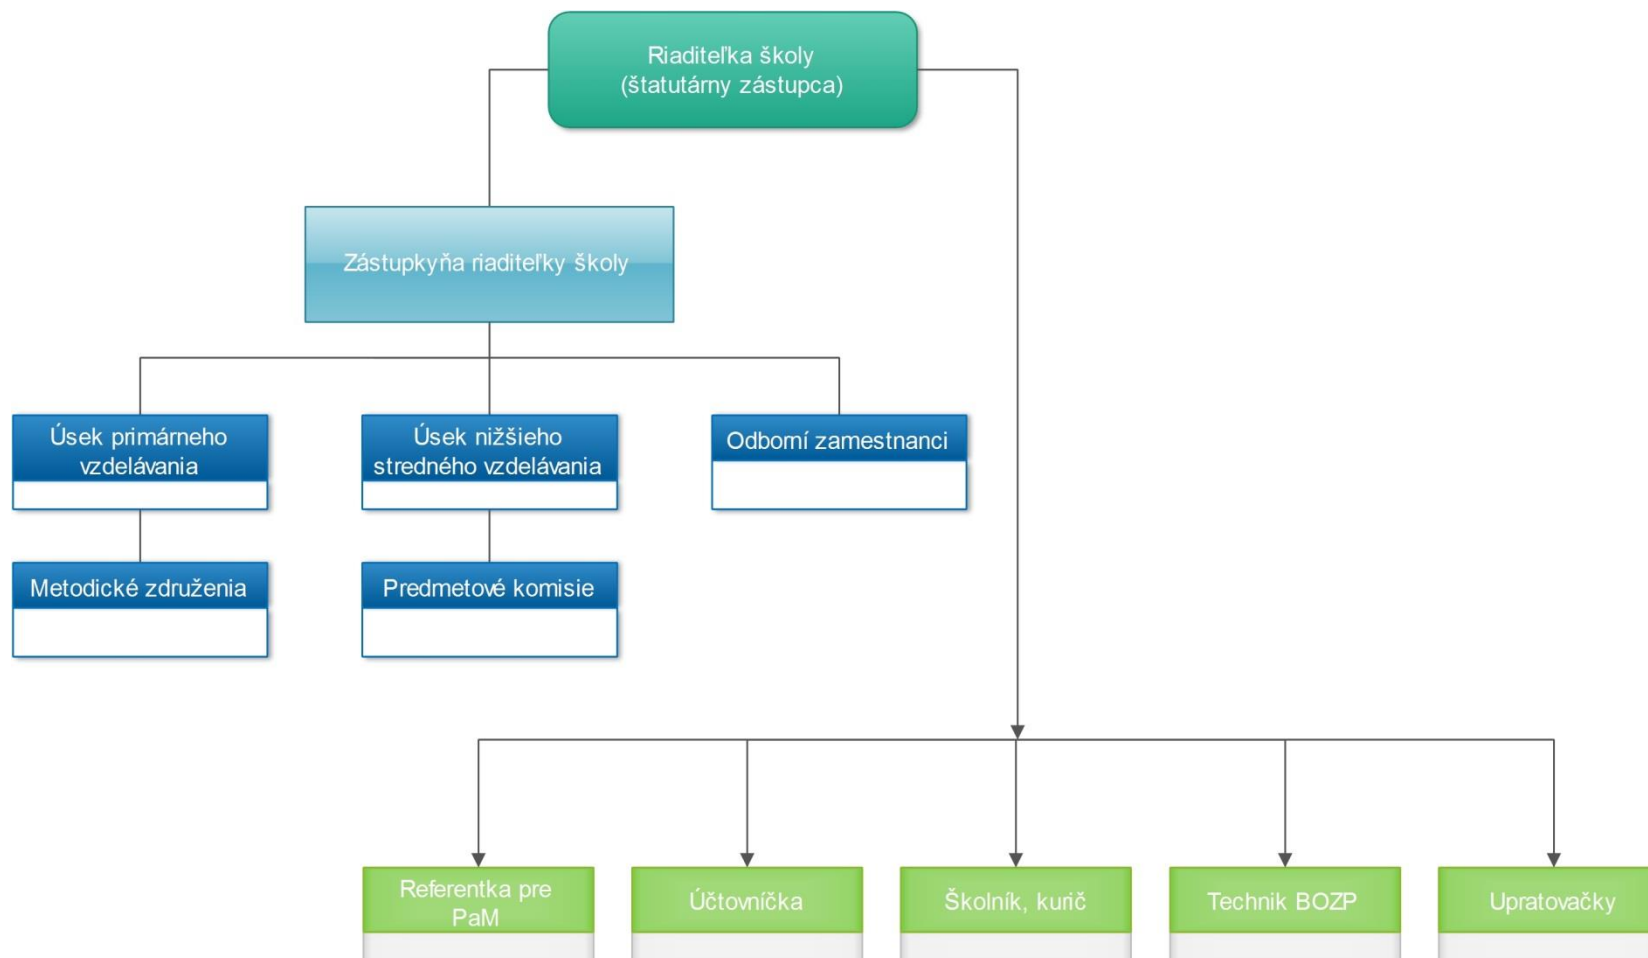 Riaditeľka školy
(štatutárny zástupca)
Zástupkyňa riaditeľky školy
Úsek primárneho
vzdelávania
Úsek nižšieho
stredného vzdelávania
Odborní zamestnanci
Metodické združenia
Predmetové komisie
Referentka pre
PaM
Účtovníčka
Školník, kurič
Technik BOZP
Upratovačky